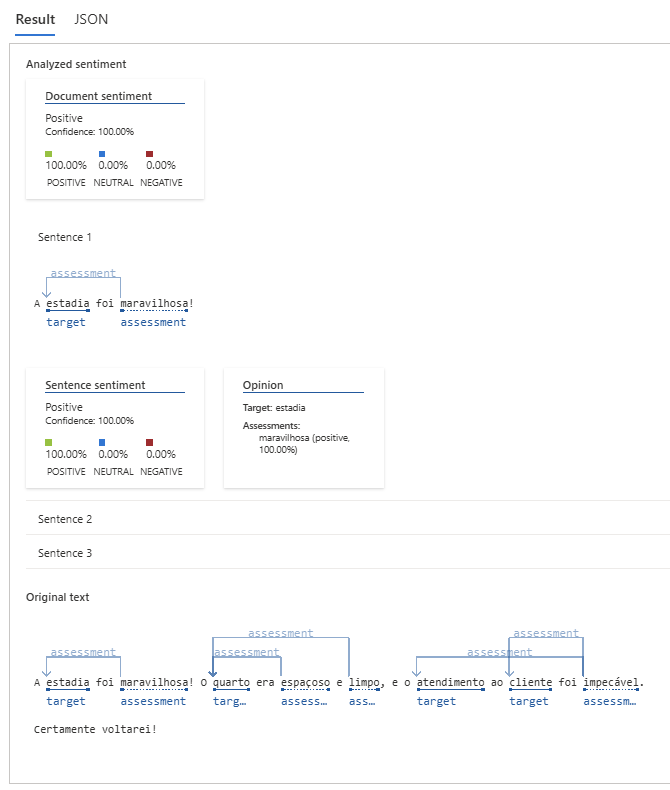 Result JSON
Analyzed sentiment
Document sentiment
Positive
Confidence: 100.00%
100.00% 0.00% 0.00%
POSITIVE NEUTRAL NEGATIVE
Sentence 1
assessment
A estadia foi maravilhosa!
target assessment
Sentence sentiment
Positive
Confidence: 100.00%
100.00% 0.00% 0.00%
POSITIVE NEUTRAL NEGATIVE
Opinion
Target: estadia
Assessments:
maravilhosa (positive,
100.00%)
Sentence 2
Sentence 3
Original text
assessment assessment
assessment assessment assessment
A estadia foi maravilhosa! O quarto era espaçoso e limpo, e o atendimento ao cliente foi impecável.
target assessment targ… assess… ass… target target assessm…
Certamente voltarei!